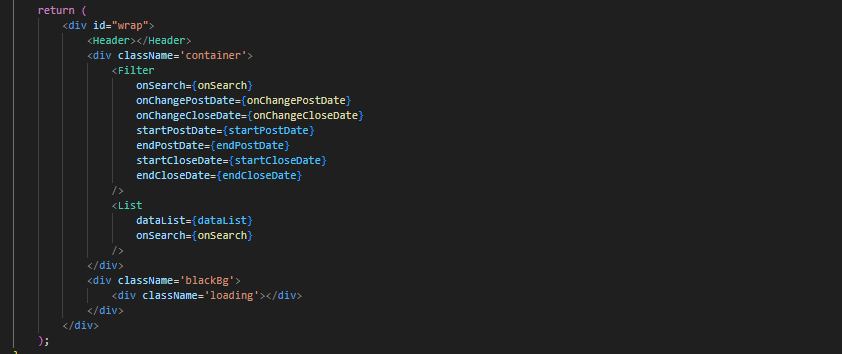 return (
<div id="wrap">
<Header></Header>
<div className='container'>
<Filter
onSearch={onSearch}
onChangePostDate={onChangePostDate}
onChangeCloseDate={onChangeCloseDate}
startPostDate={startPostDate}
endPostDate={endPostDate}
startCloseDate={startCloseDate}
endCloseDate={endCloseDate}
/>
<List
dataList={dataList}
onSearch={onSearch}
/>
</div>
<div className='blackBg'>
<div className='loading'></div>
</div>
</div>
);